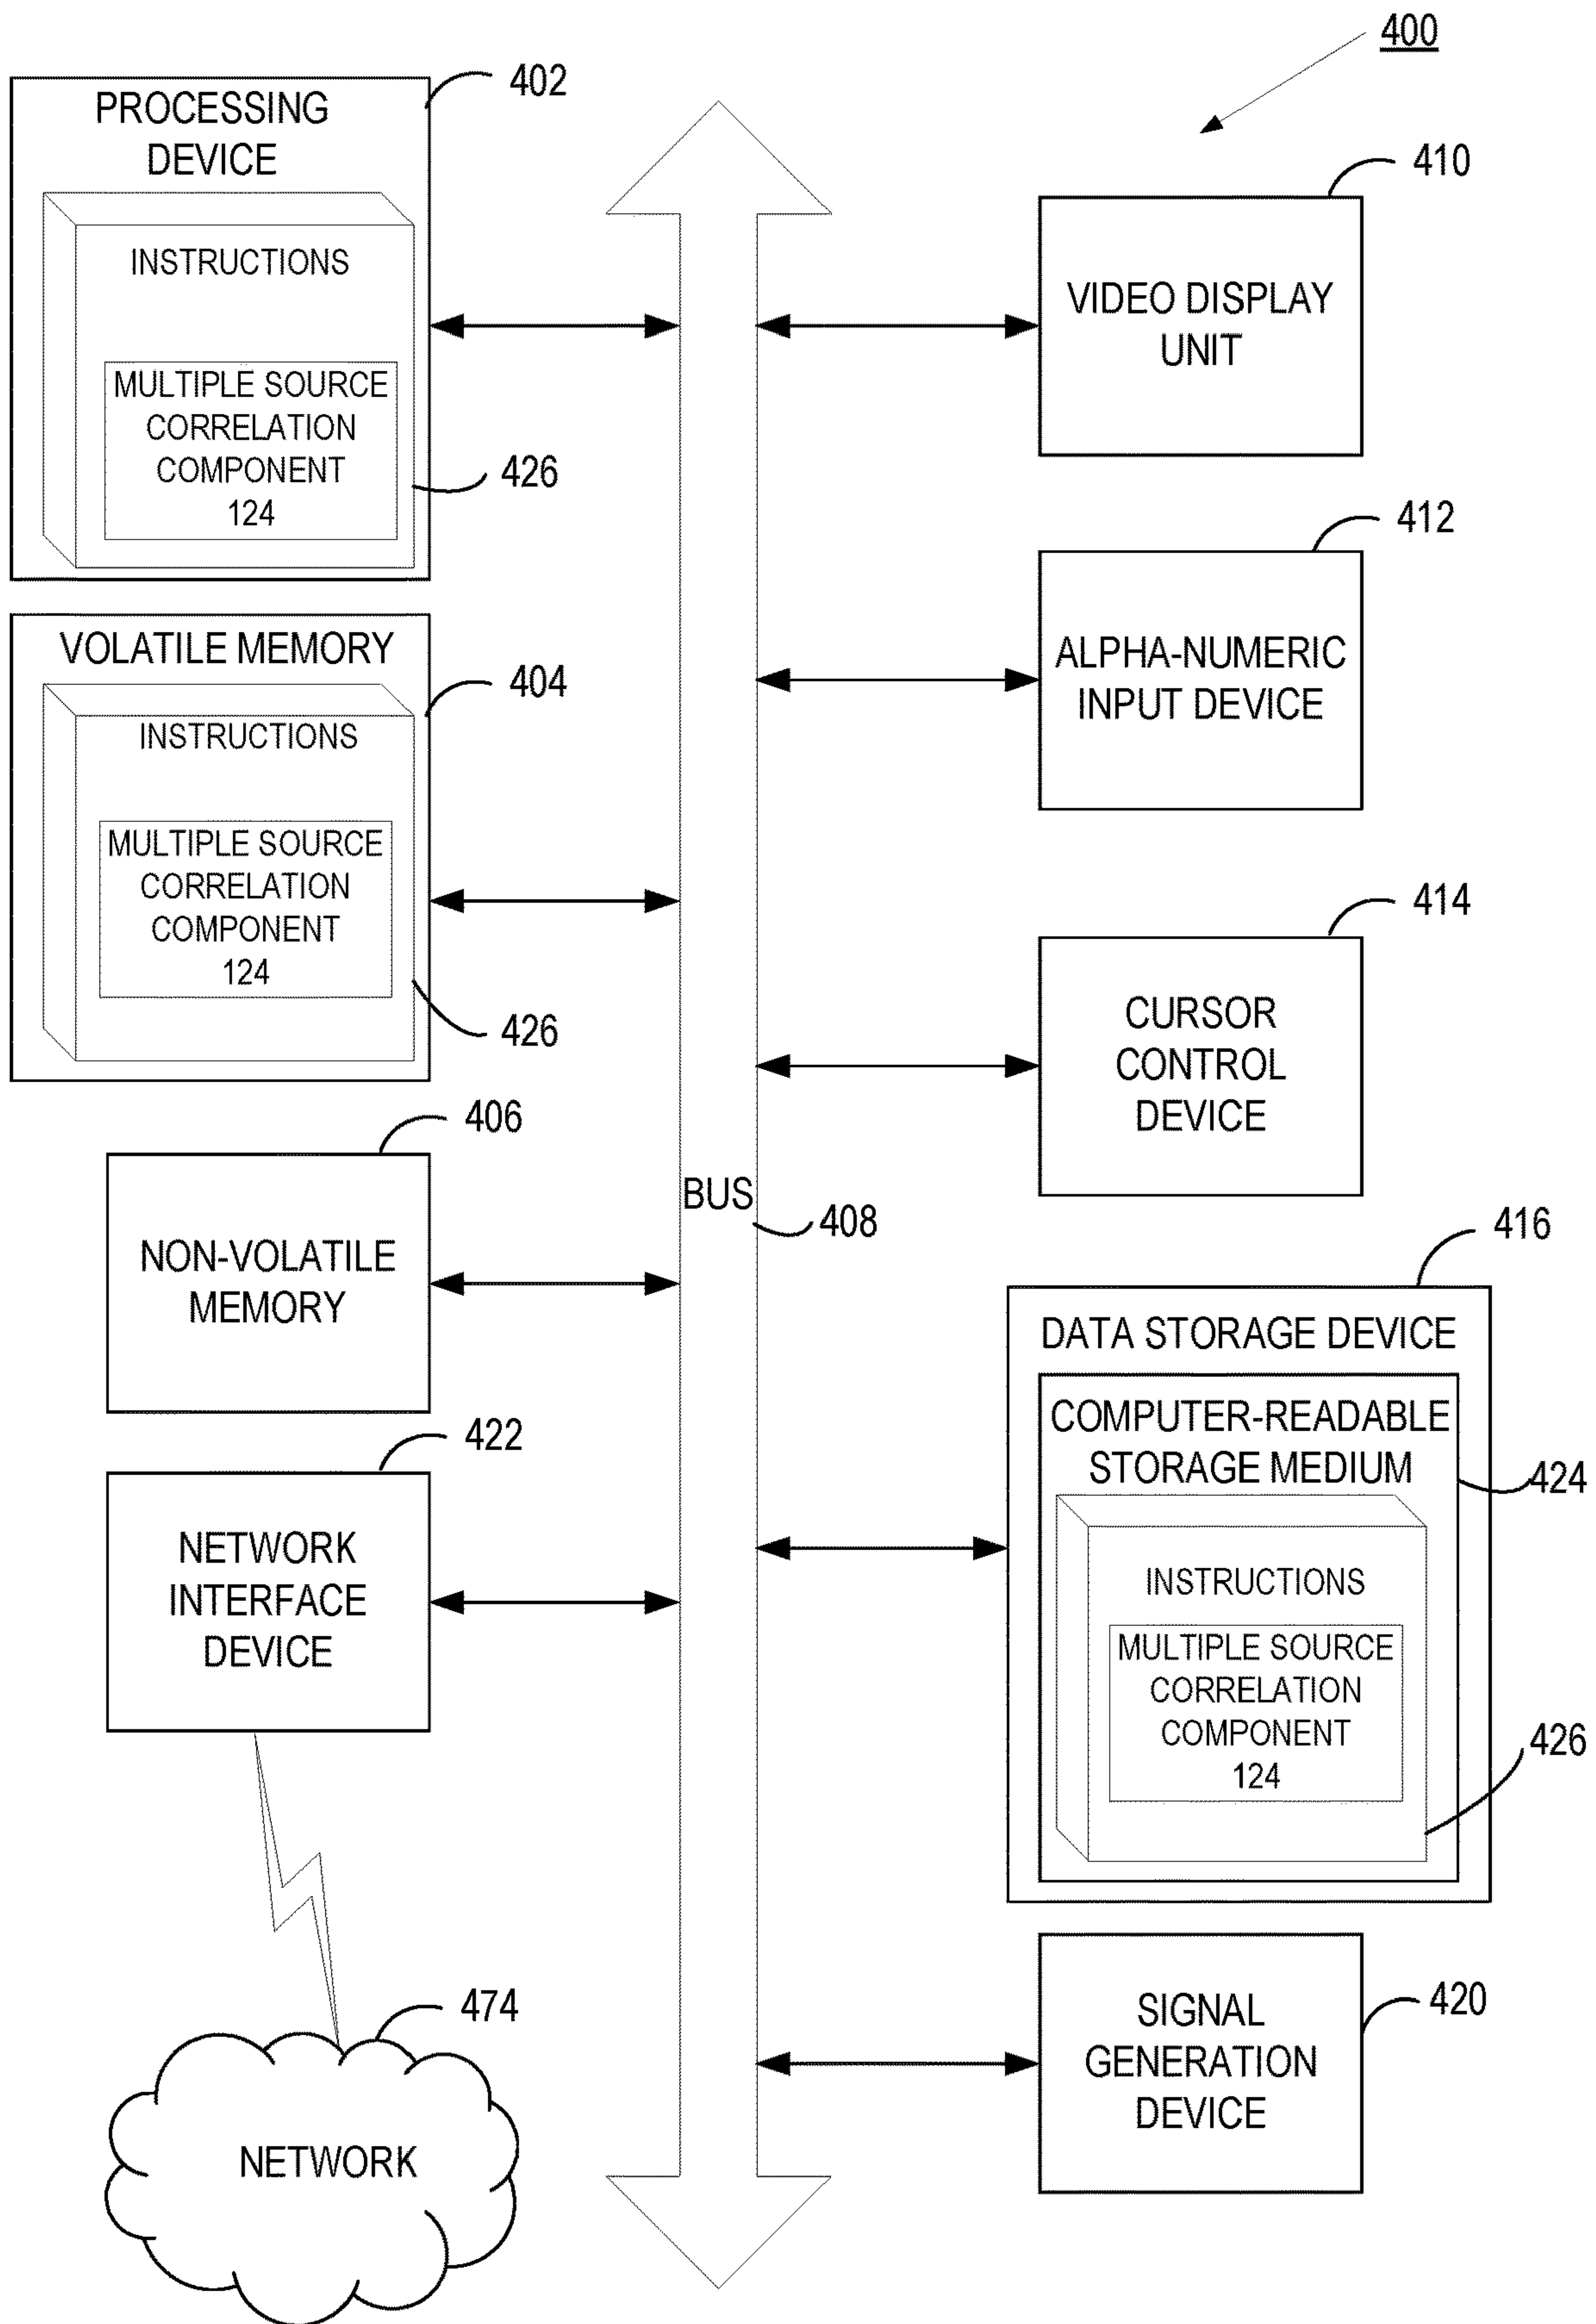 400
402
PROCESSING
DEVICE
INSTRUCTIONS
MULTIPLE SOURCE
CORRELATION
COMPONENT
124
426
VOLATILE MEMORY
404
INSTRUCTIONS
MULTIPLE SOURCE
CORRELATION
COMPONENT
124
426
406
NON-VOLATILE
MEMORY
422
NETWORK
INTERFACE
DEVICE
474
NETWORK
BUS
408
410
VIDEO DISPLAY
UNIT
412
ALPHA-NUMERIC
INPUT DEVICE
414
CURSOR
CONTROL
DEVICE
416
DATA STORAGE DEVICE
COMPUTER-READABLE
STORAGE MEDIUM
424
INSTRUCTIONS
MULTIPLE SOURCE
CORRELATION
COMPONENT
124
426
SIGNAL
GENERATION
DEVICE
420